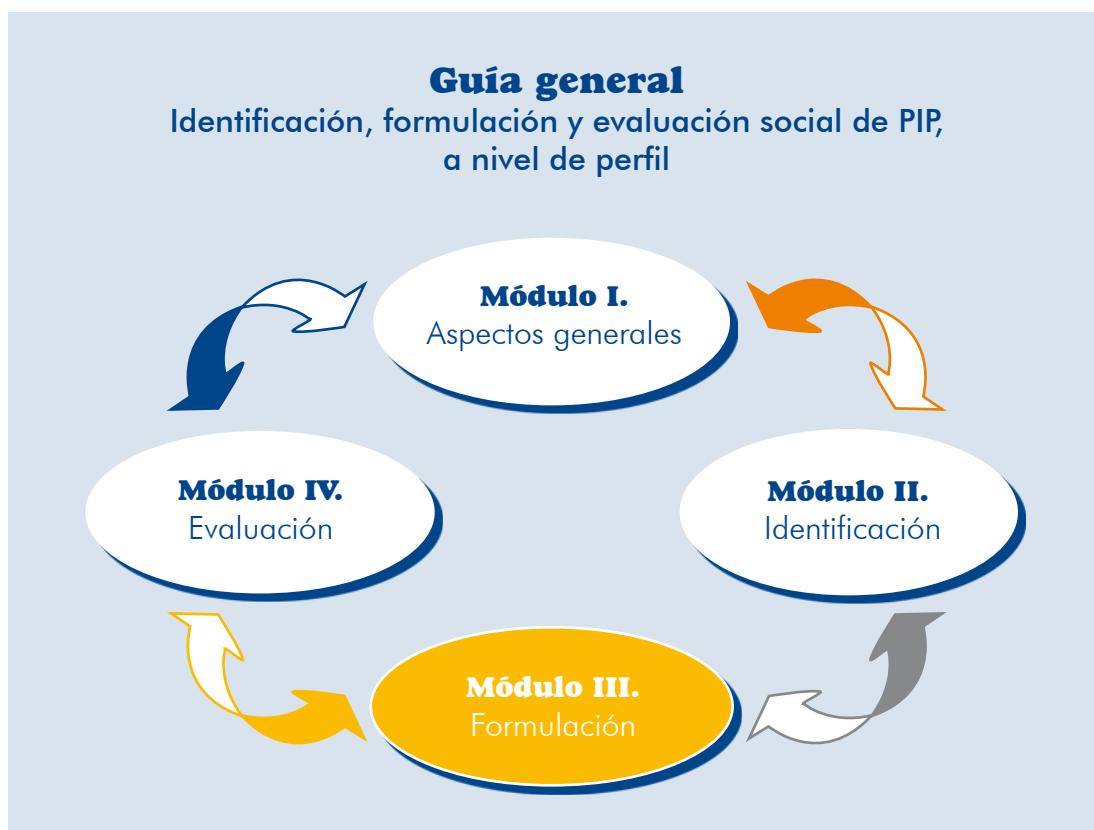 Guía general
Identificación, formulación y evaluación social de PIP,
a nivel de perfil
Módulo I.
Aspectos generales
Módulo IV.
Evaluación
Módulo II.
Identificación
Módulo III.
Formulación